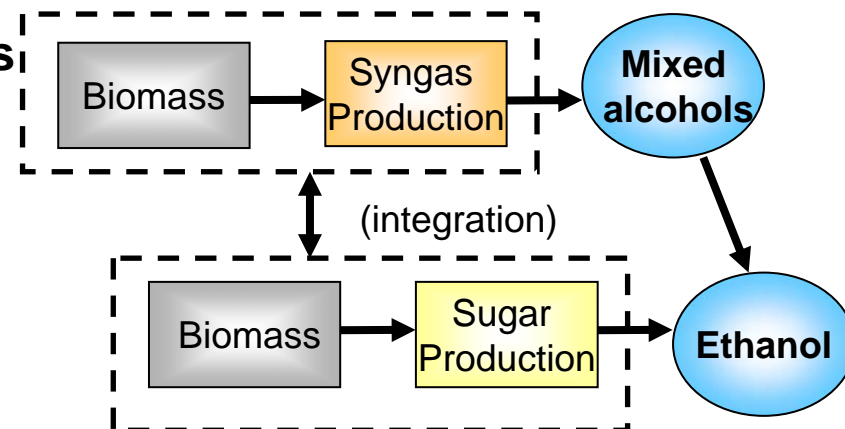 s
Biomass
Syngas
Production
Mixed
alcohols
(integration)
Biomass
Sugar
Production
Ethanol